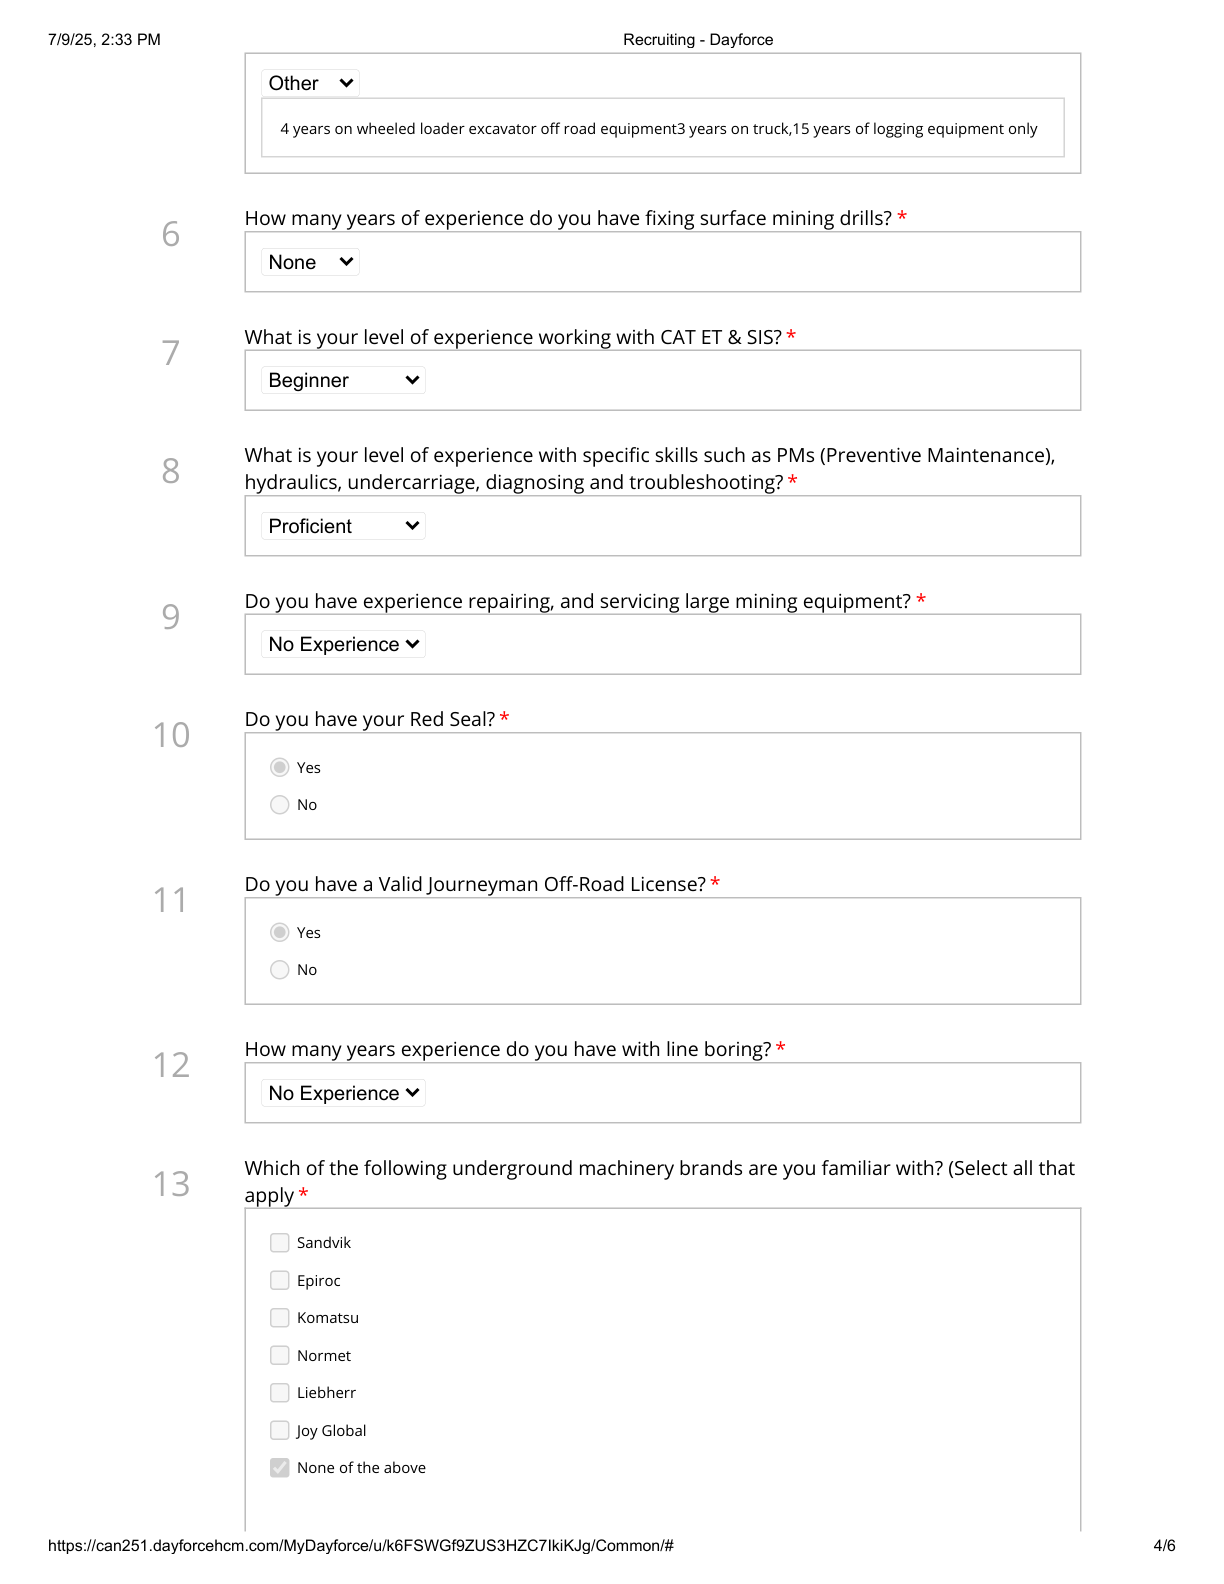 7/9/25, 2:33 PM
Recruiting - Dayforce
Other
4 years on wheeled loader excavator off road equipment3 years on truck,15 years of logging equipment only
6
How many years of experience do you have fixing surface mining drills? *
None
7
What is your level of experience working with CAT ET & SIS? *
Beginner
8
What is your level of experience with specific skills such as PMs (Preventive Maintenance),
hydraulics, undercarriage, diagnosing and troubleshooting? *
Proficient
9
Do you have experience repairing, and servicing large mining equipment? *
No Experience
10
Do you have your Red Seal? *
Yes
No
11
Do you have a Valid Journeyman Off-Road License? *
Yes
No
12
How many years experience do you have with line boring? *
No Experience
13
Which of the following underground machinery brands are you familiar with? (Select all that
apply *
Sandvik
Epiroc
Komatsu
Normet
Liebherr
Joy Global
None of the above
https://can251.dayforcehcm.com/MyDayforce/u/k6FSWGf9ZUS3HZC7IkiKJg/Common/#
4/6